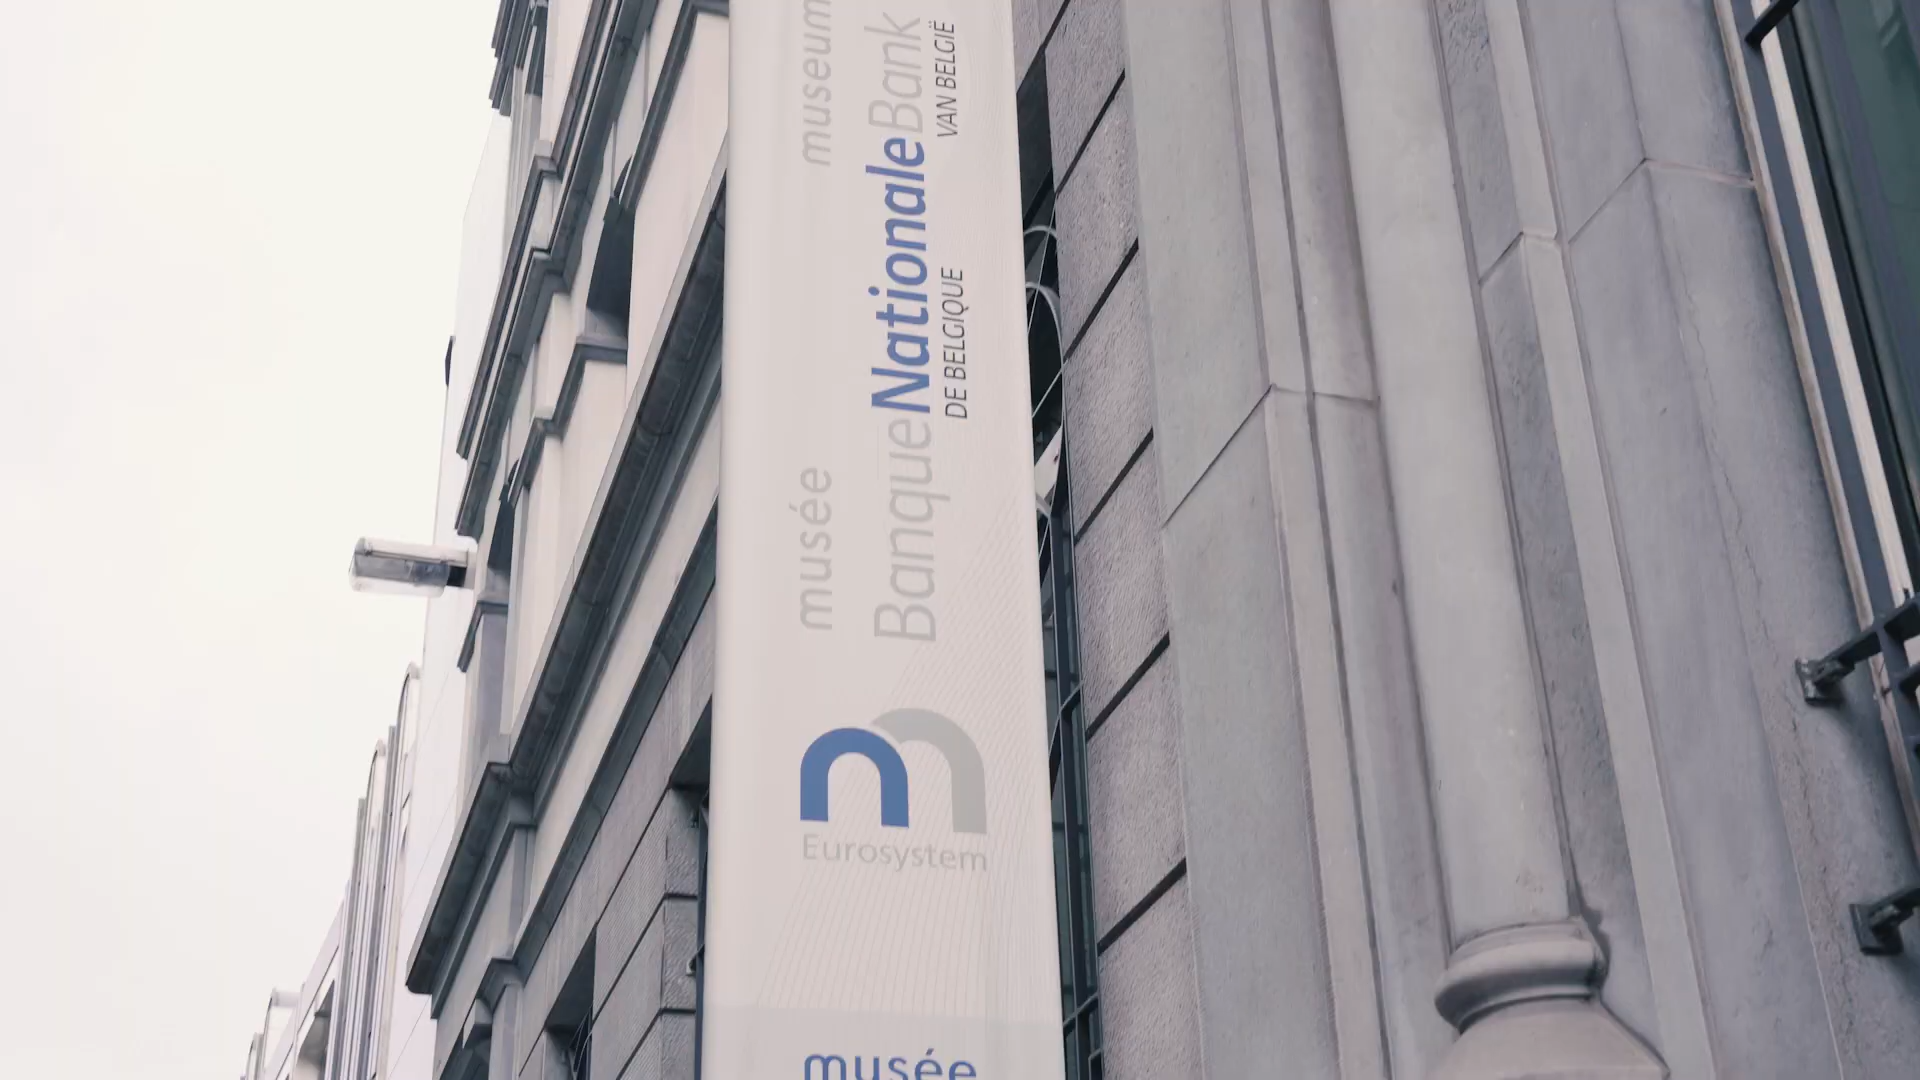 musée museum
BanqueNationaleBank
DE BELGIQUE VAN BELGIË
Eurosystem
musée